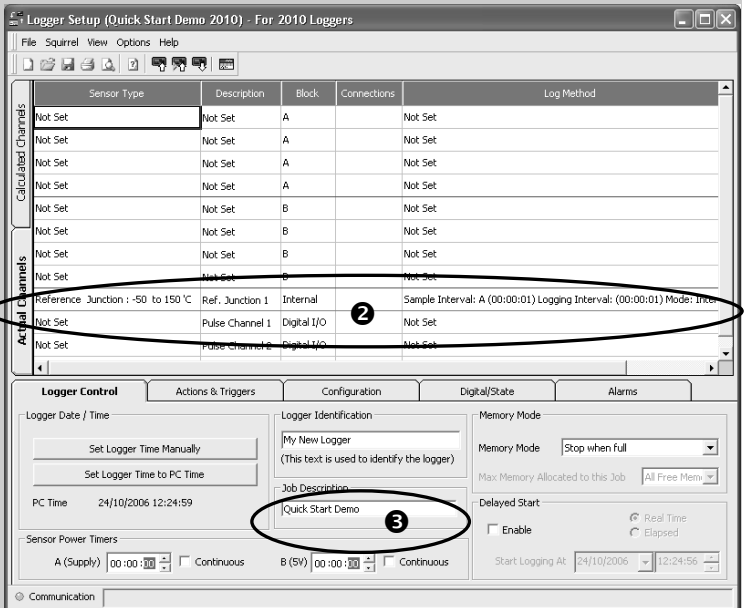 Logger Setup (Quick Start Demo 2010) - For 2010 Loggers
File Squirrel View Options Help
Sensor Type Description Block Connections Log Method
Calculated Channels
Actual Channels
Not Set Not Set A Not Set
Not Set Not Set A Not Set
Not Set Not Set A Not Set
Not Set Not Set A Not Set
Not Set Not Set B Not Set
Not Set Not Set B Not Set
Not Set Not Set B Not Set
Not Set Not Set B Not Set
Reference Junction : -50 to 150 'C Ref. Junction 1 Internal Sample Interval: A (00:00:01) Logging Interval: (00:00:01) Mode: Inter
❷
Not Set Pulse Channel 1 Digital I/O Not Set
Not Set Pulse Channel 2 Digital I/O Not Set
Logger Control Actions & Triggers Configuration Digital/State Alarms
Logger Date / Time
Set Logger Time Manually
Set Logger Time to PC Time
PC Time 24/10/2006 12:24:59
Logger Identification
My New Logger
(This text is used to identify the logger)
Job Description
Quick Start Demo
❸
Memory Mode
Memory Mode Stop when full
Max Memory Allocated to this Job All Free Mem
Delayed Start
Enable
Real Time
Elapsed
Start Logging At 24/10/2006 12:24:56
Sensor Power Timers
A (Supply) 00:00:00 Continuous B (5V) 00:00:00 Continuous
Communication